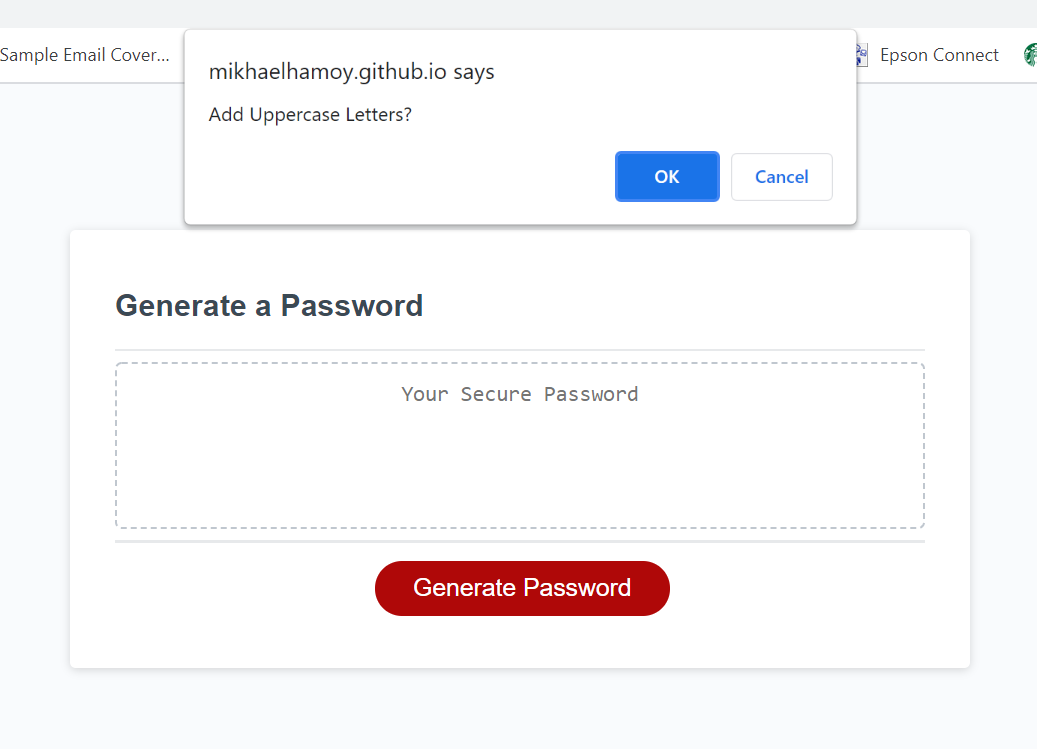 Sample Email Cover...
Epson Connect
mikhaelhamoy.github.io says
Add Uppercase Letters?
OK
Cancel
Generate a Password
Your Secure Password
Generate Password